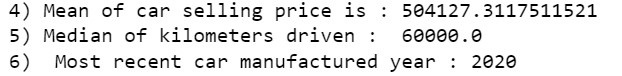 4) Mean of car selling price is : 504127.3117511521
5) Median of kilometers driven :  60000.0
6)  Most recent car manufactured year : 2020